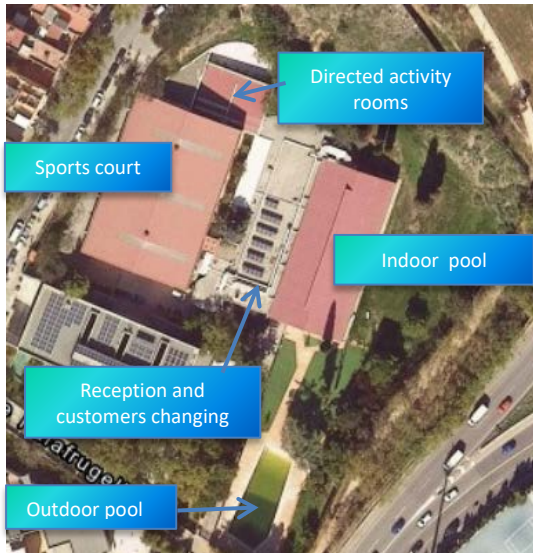 Directed activity
rooms
Sports court
Indoor pool
Reception and
customers changing
Outdoor pool